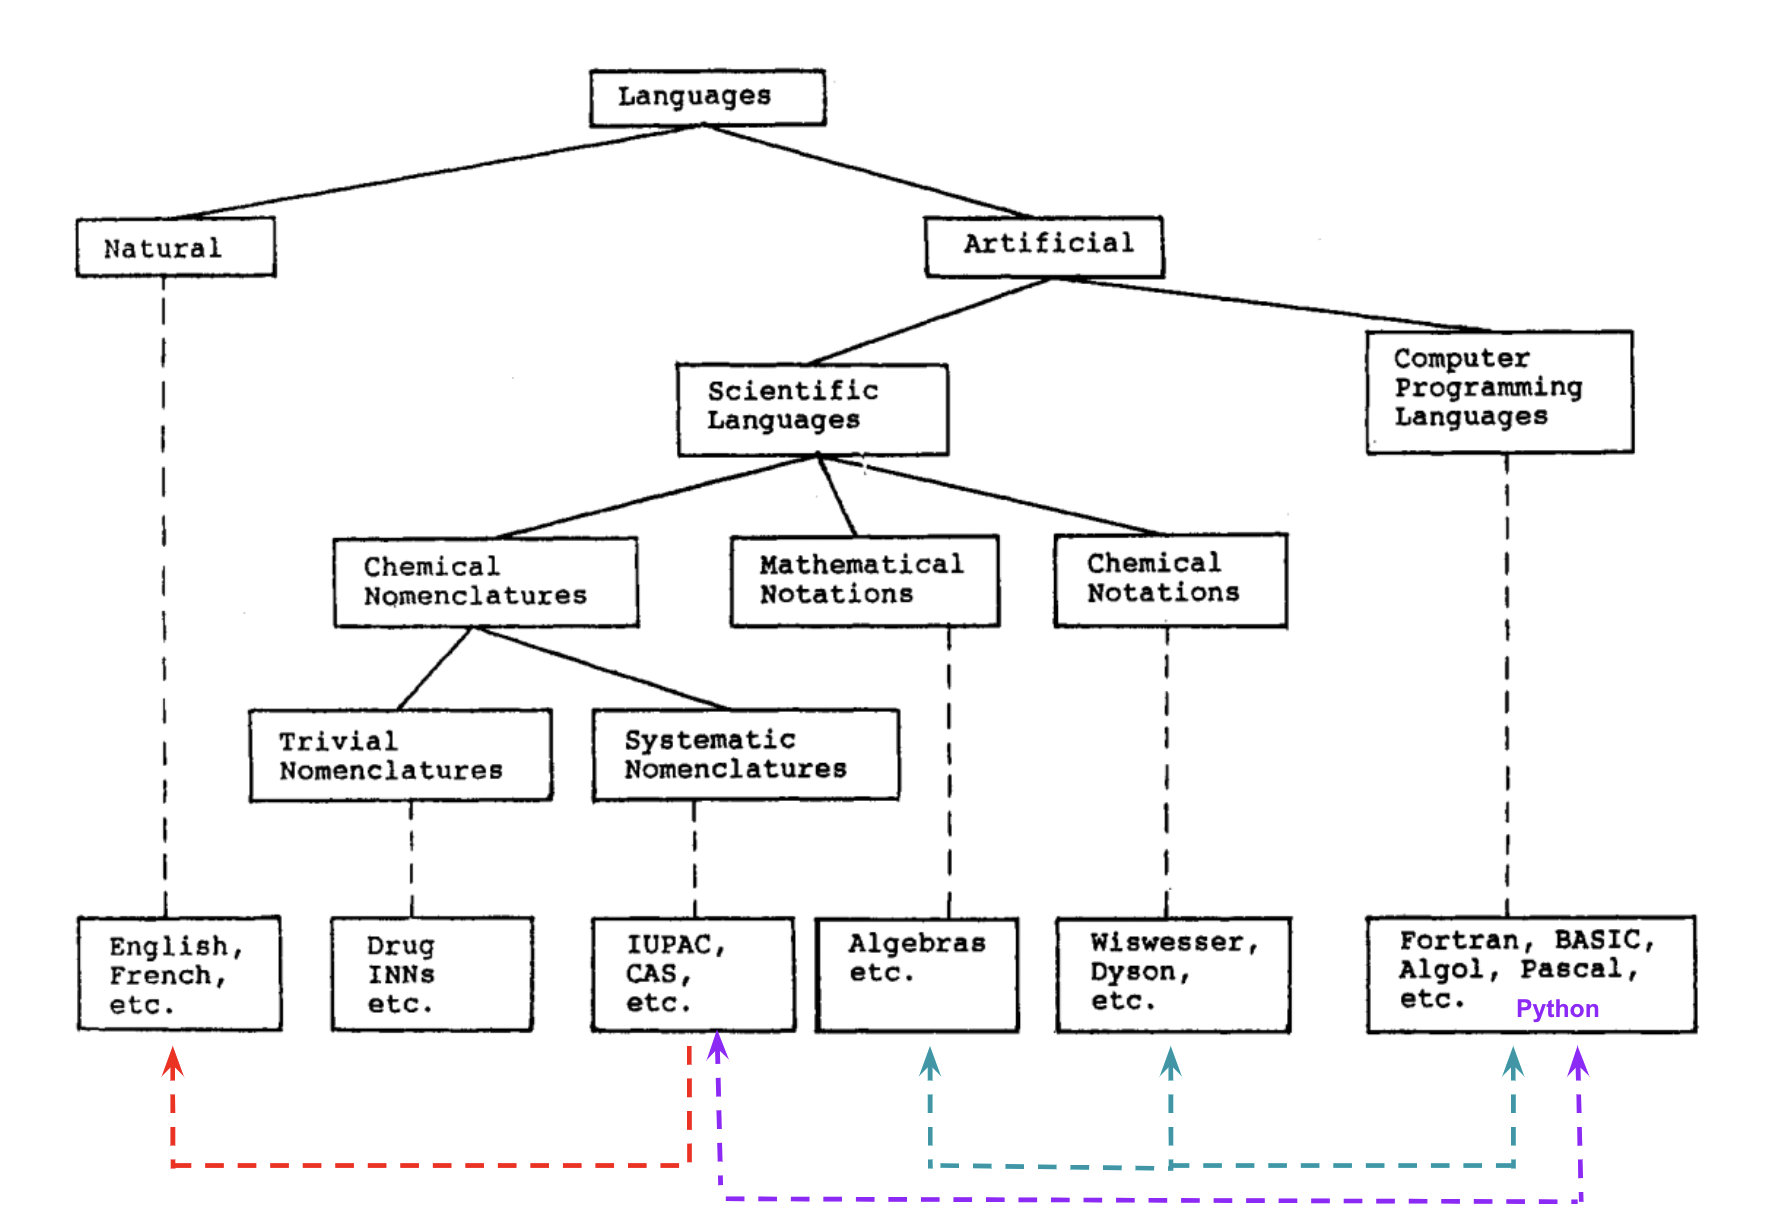 Languages
Natural
Artificial
Scientific
Languages
Computer
Programming
Languages
Chemical
Nomenclatures
Mathematical
Notations
Chemical
Notations
Trivial
Nomenclatures
Systematic
Nomenclatures
English,
French,
etc.
Drug
INNs
etc.
IUPAC,
CAS,
etc.
Algebras
etc.
Wiswesser,
Dyson,
etc.
Fortran, BASIC,
Algol, Pascal,
etc. Python